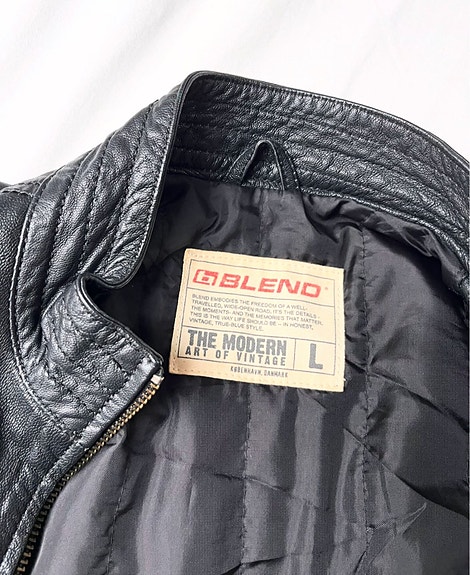 BLEND
BLEND EMBODIES THE FREEDOM OF A WELL
TRAVELLED, WIDE-OPEN ROAD, IT'S THE DETAILS -
THE MOMENTS- AND THE MEMORIES THAT MATTER.
THIS IS THE WAY LIFE SHOULD BE – IN HONEST,
VINTAGE, TRUE-BLUE STYLE.
THE MODERN
ART OF VINTAGE
L
KØBENHAVN, DANMARK